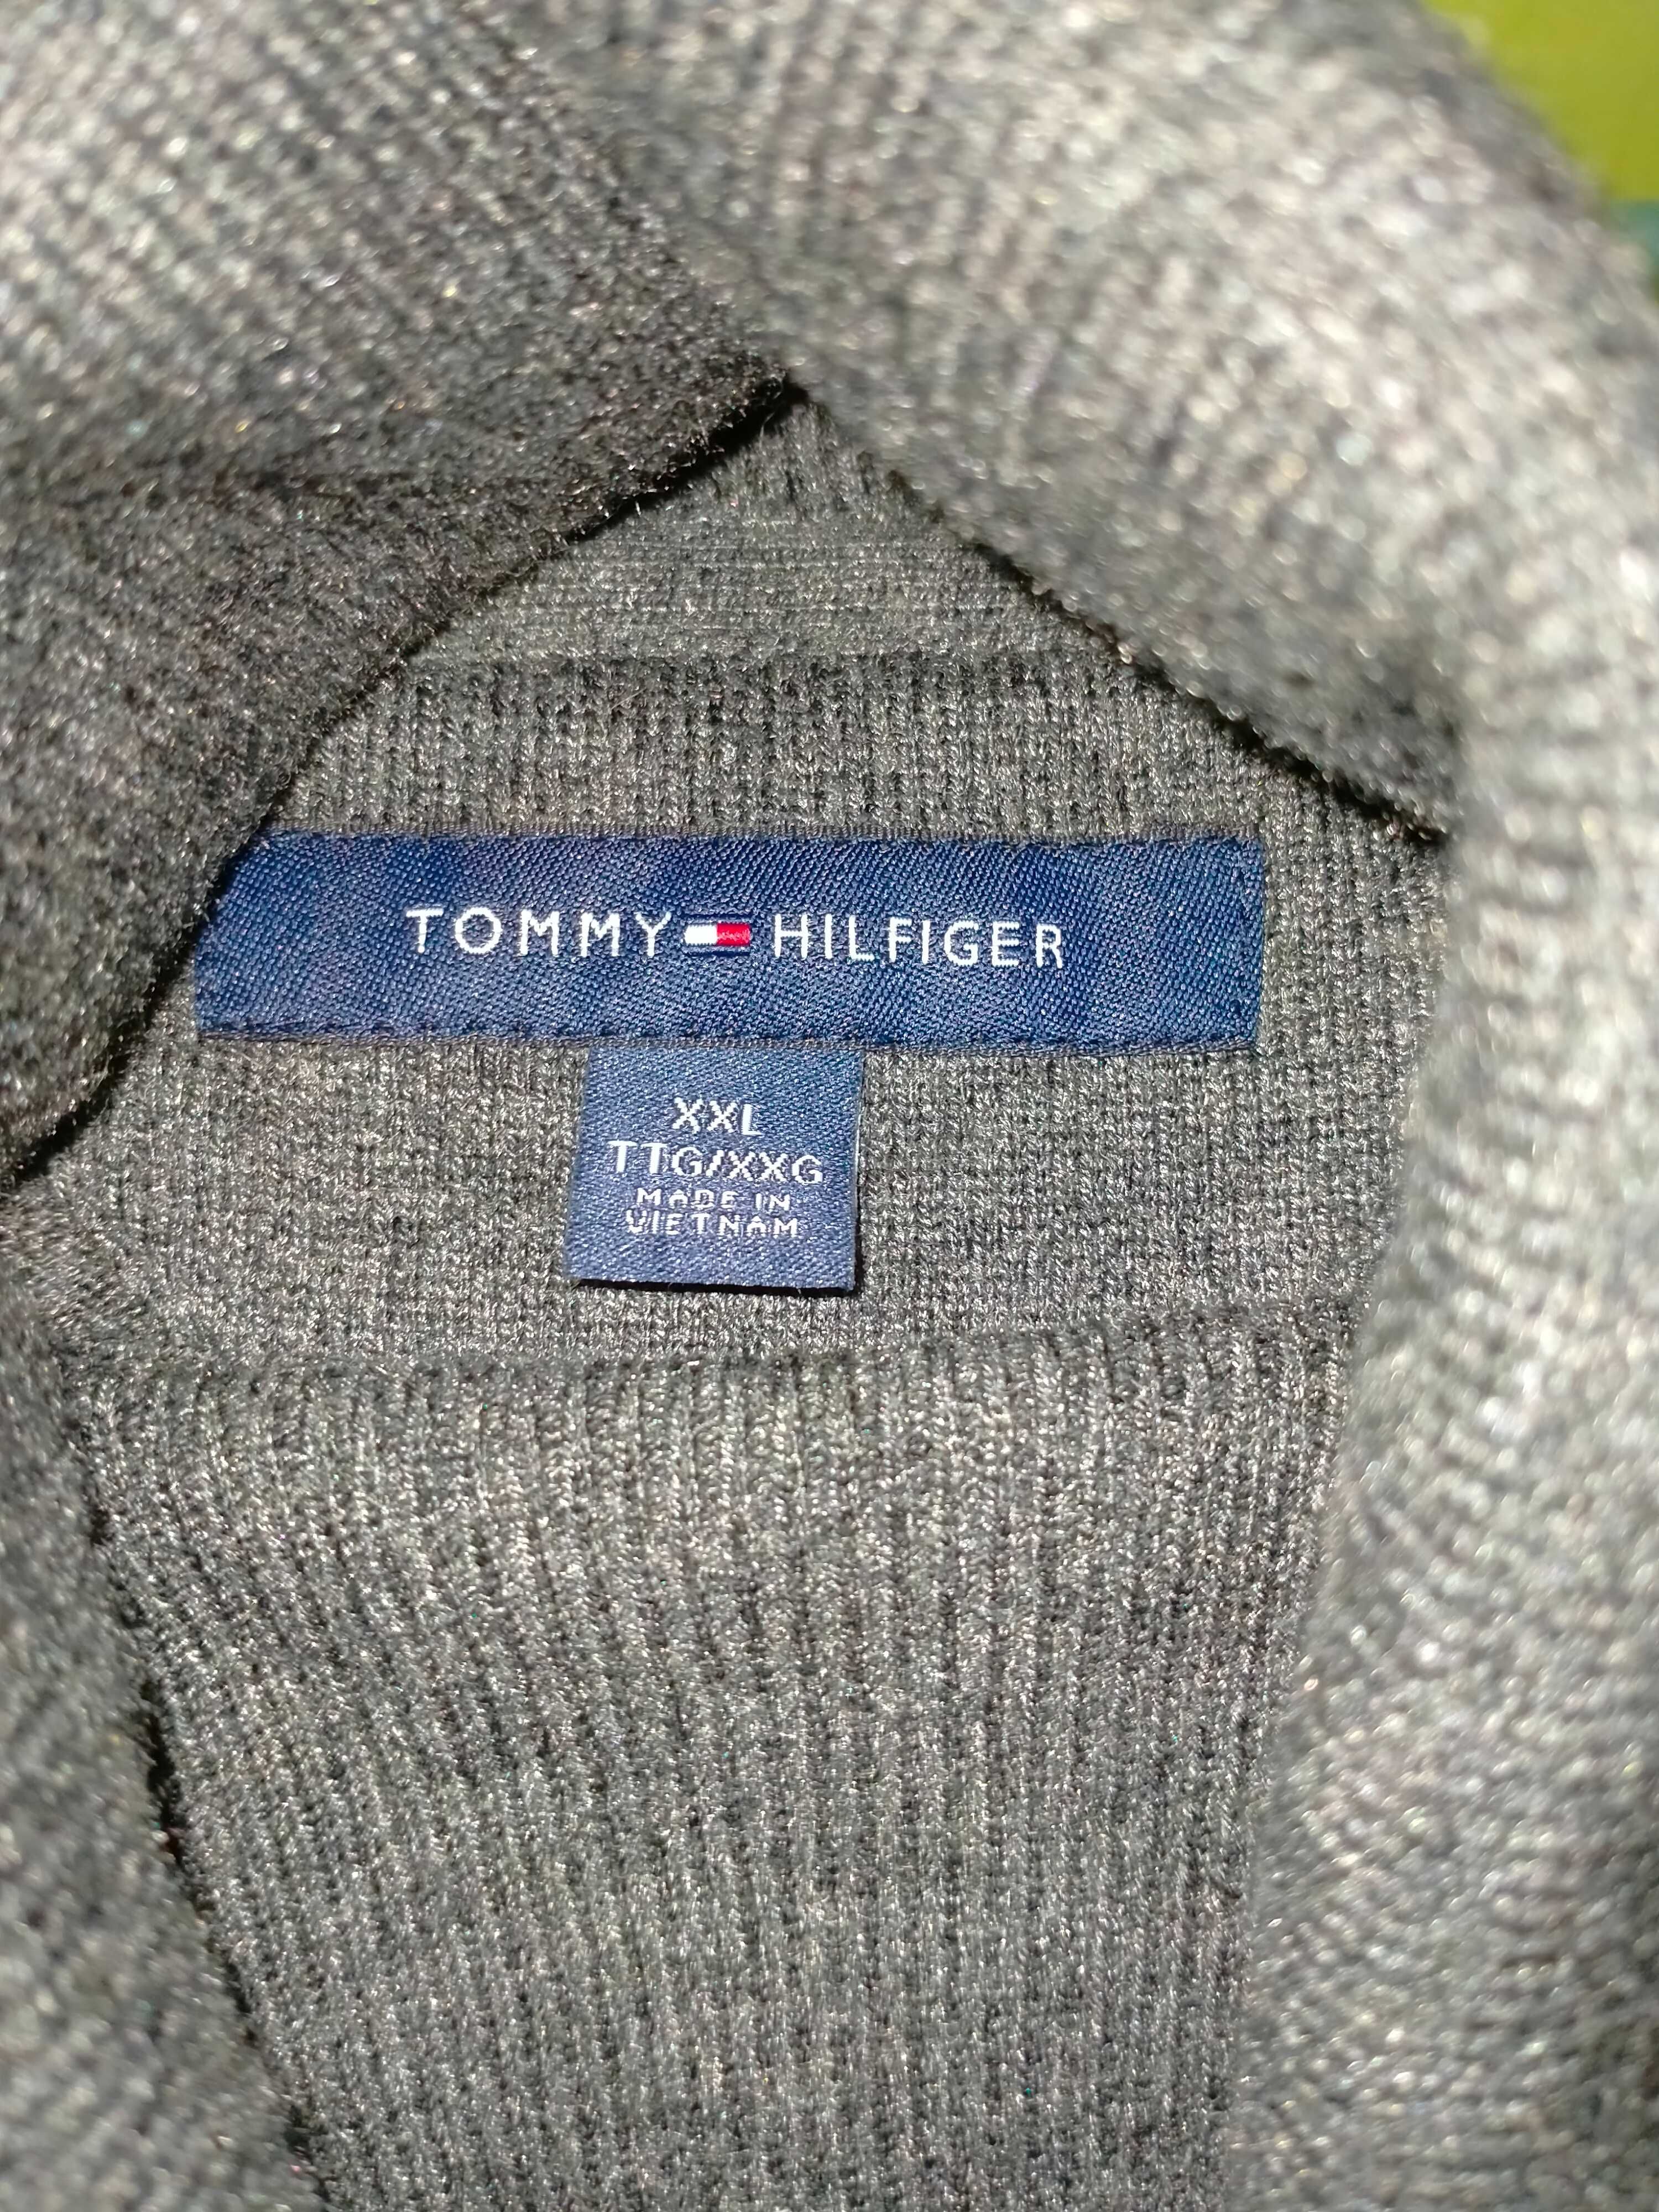 TOMMY HILFIGER
XXL
TTG/XXG
MADE IN
VIETNAM